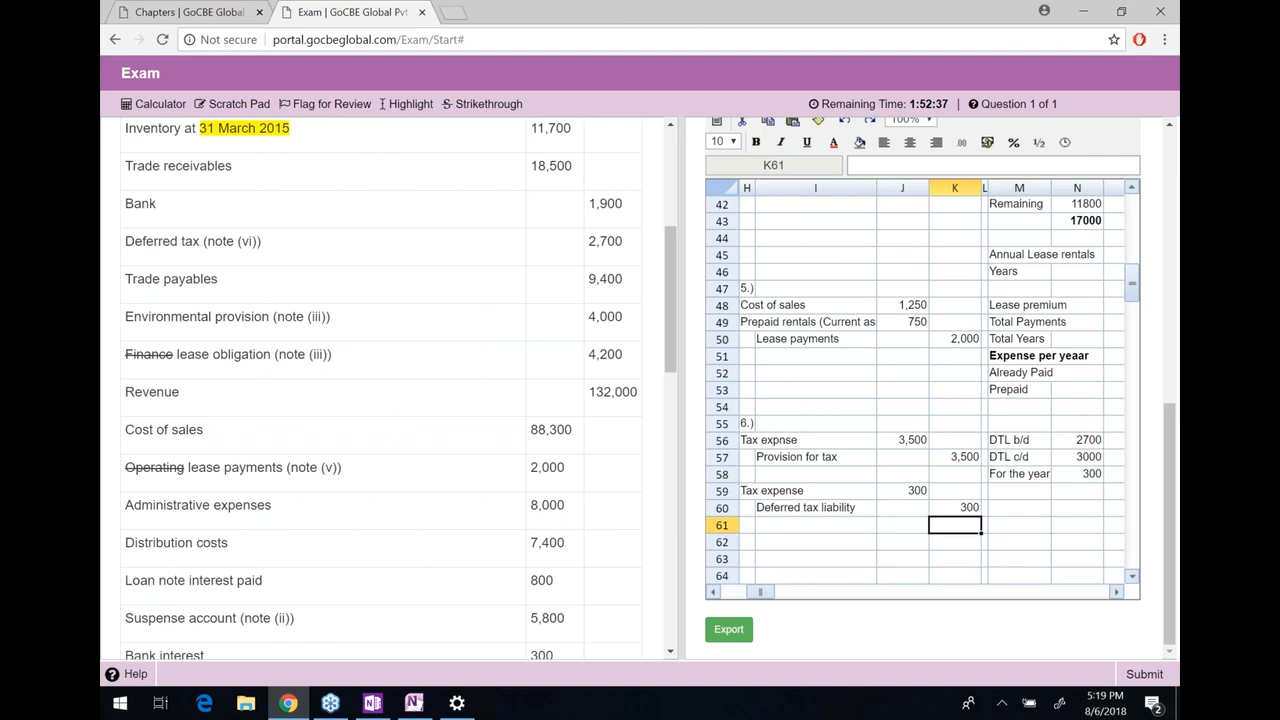 Chapters | GoCBE Global
Exam | GoCBE Global Pvt
Not secure portal.gocbeglobal.com/Exam/Start#
Exam
Calculator Scratch Pad Flag for Review Highlight Strikethrough Remaining Time: 1:52:37 Question 1 of 1
Inventory at 31 March 2015 11,700
Trade receivables 18,500
Bank 1,900
Deferred tax (note (vi)) 2,700
Trade payables 9,400
Environmental provision (note (iii)) 4,000
Finance lease obligation (note (iii)) 4,200
Revenue 132,000
Cost of sales 88,300
Operating lease payments (note (v)) 2,000
Administrative expenses 8,000
Distribution costs 7,400
Loan note interest paid 800
Suspense account (note (ii)) 5,800
Bank interest 300
100%
10 B I U A % ½
K61
H I J K L M N
42 Remaining 11800
43 17000
44
45 Annual Lease rentals
46 Years
47 5.)
48 Cost of sales 1,250 Lease premium
49 Prepaid rentals (Current as 750 Total Payments
50 Lease payments 2,000 Total Years
51 Expense per yeaar
52 Already Paid
53 Prepaid
54
55 6.)
56 Tax expnse 3,500 DTL b/d 2700
57 Provision for tax 3,500 DTL c/d 3000
58 For the year 300
59 Tax expense 300
60 Deferred tax liability 300
61
62
63
64
Export
Help Submit
5:19 PM
8/6/2018
2